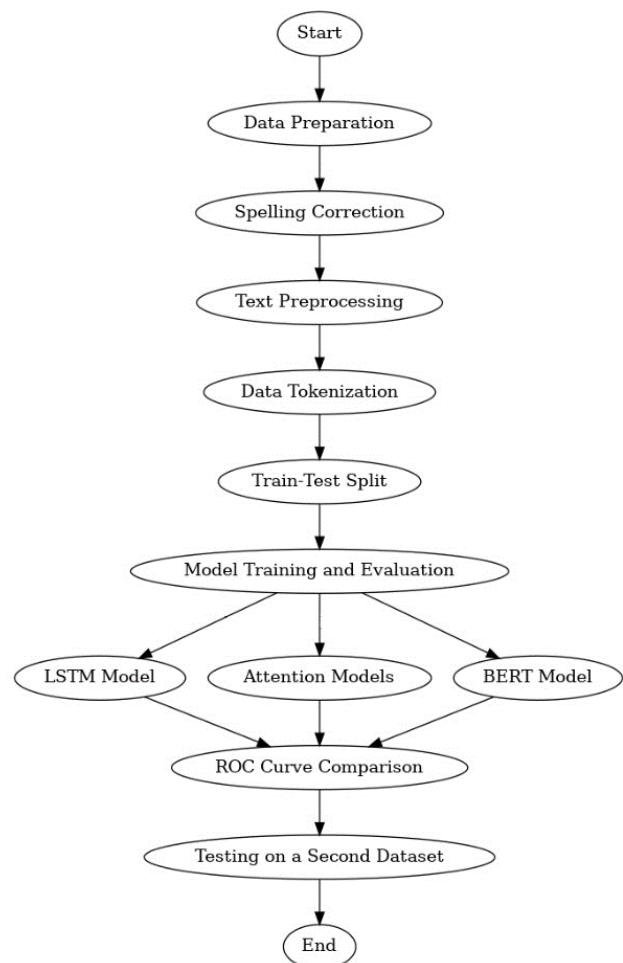 Start
Data Preparation
Spelling Correction
Text Preprocessing
Data Tokenization
Train-Test Split
Model Training and Evaluation
LSTM Model
Attention Models
BERT Model
ROC Curve Comparison
Testing on a Second Dataset
End